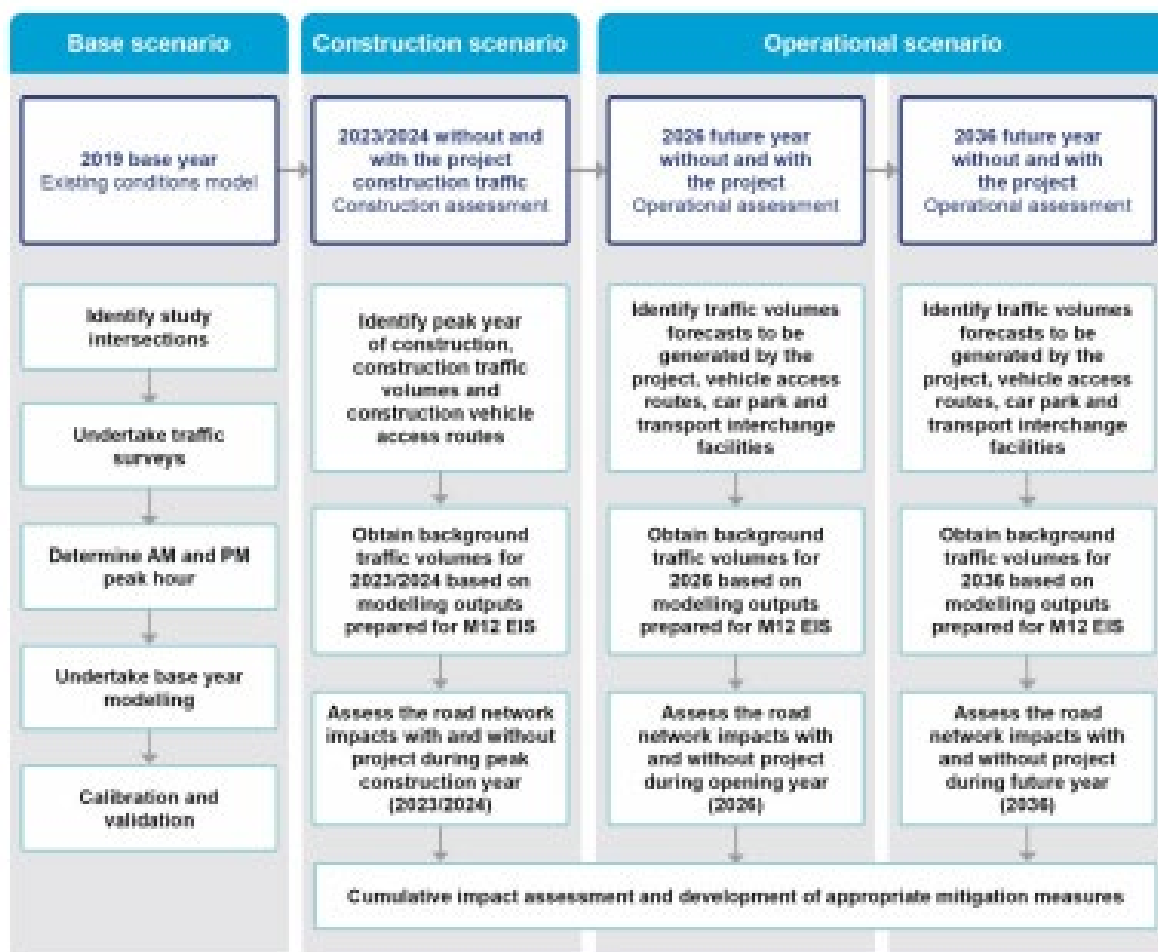 Base scenario
Construction scenario
Operational scenario
2019 base year
Existing conditions model
2023/2024 without and
with the project
construction traffic
Construction assessment
2026 future year
without and with
the project
Operational assessment
2036 future year
without and with
the project
Operational assessment
Identify study
intersections
Undertake traffic
surveys
Determine AM and PM
peak hour
Undertake base year
modelling
Calibration and
validation
Identify peak year
of construction,
construction traffic
volumes and
construction vehicle
access routes
Obtain background
traffic volumes for
2023/2024 based on
modelling outputs
prepared for M12 EIS
Assess the road network
impacts with and without
project during peak
construction year
(2023/2024)
Identify traffic volumes
forecasts to be
generated by the
project, vehicle access
routes, car park and
transport interchange
facilities
Obtain background
traffic volumes for
2026 based on
modelling outputs
prepared for M12 EIS
Assess the road
network impacts with
and without project
during opening year
(2026)
Identify traffic volumes
forecasts to be
generated by the
project, vehicle access
routes, car park and
transport interchange
facilities
Obtain background
traffic volumes for
2036 based on
modelling outputs
prepared for M12 EIS
Assess the road
network impacts with
and without project
during future year
(2036)
Cumulative impact assessment and development of appropriate mitigation measures